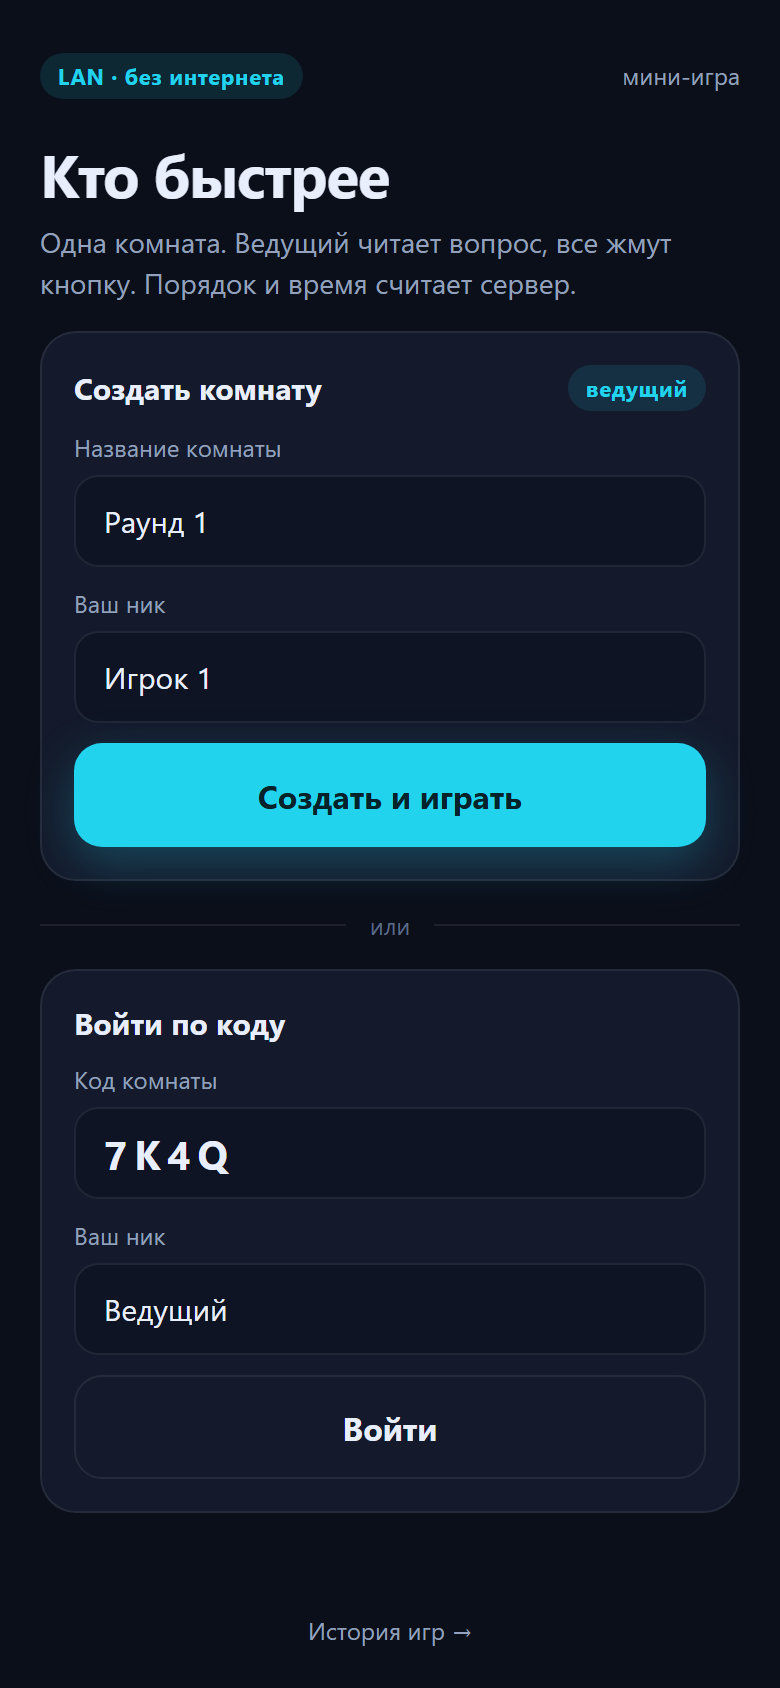 LAN · без интернета
мини-игра
Кто быстрее
Одна комната. Ведущий читает вопрос, все жмут
кнопку. Порядок и время считает сервер.
Создать комнату
ведущий
Название комнаты
Раунд 1
Ваш ник
Игрок 1
Создать и играть
или
Войти по коду
Код комнаты
7K4Q
Ваш ник
Ведущий
Войти
История игр →